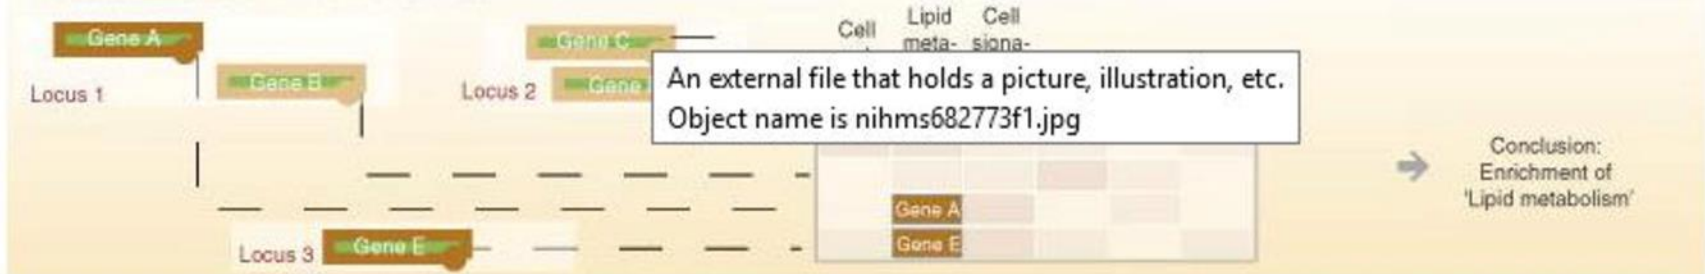 Gene A
Gene B
Locus 1
Gene C
Gene
Locus 2
Cell
Lipid
meta-
Cell
signa-
An external file that holds a picture, illustration, etc.
Object name is nihms682773f1.jpg
Gene A
Gene E
Locus 3
Gene E
Conclusion:
Enrichment of
'Lipid metabolism'